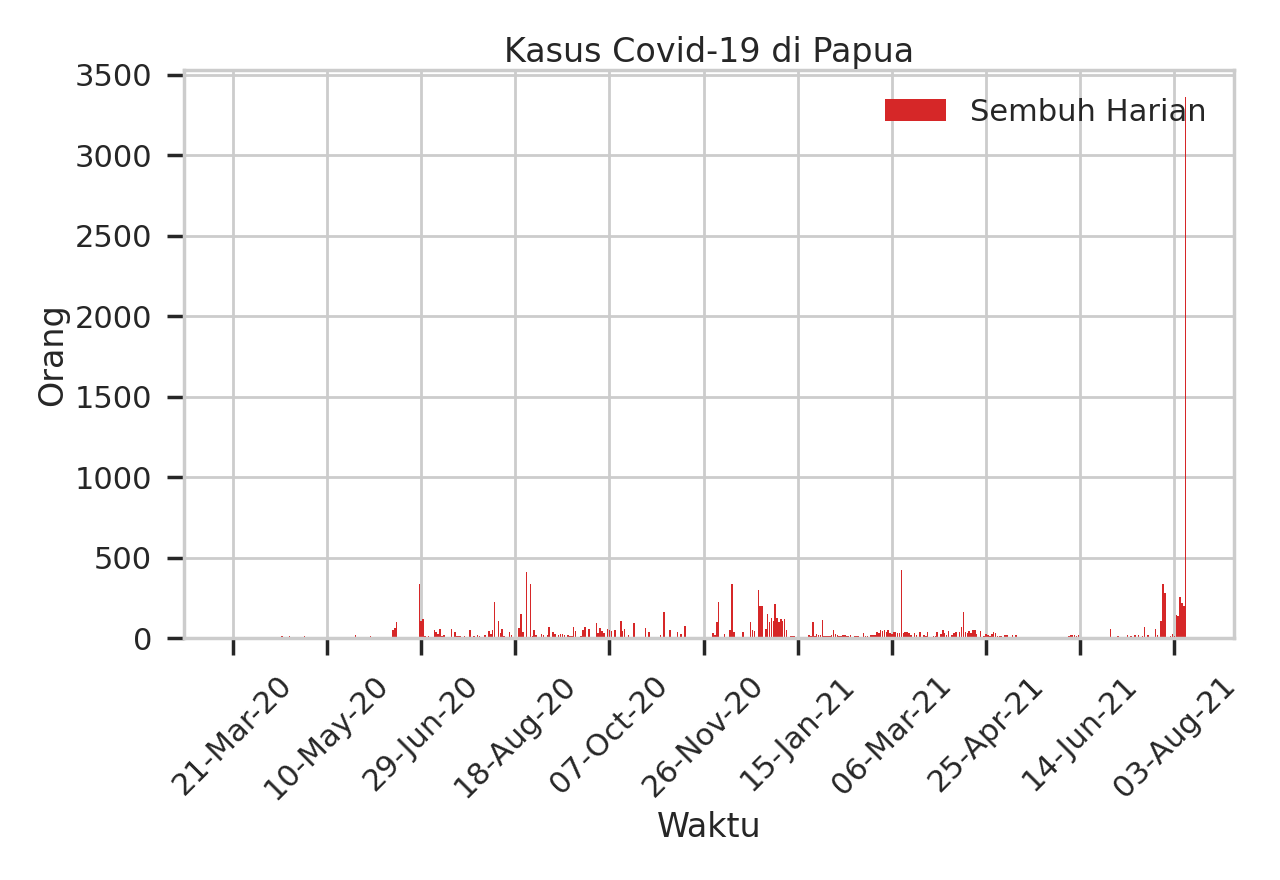 Kasus Covid-19 di Papua
Sembuh Harian
Orang
3500
3000
2500
2000
1500
1000
500
0
21-Mar-20
10-May-20
29-Jun-20
18-Aug-20
07-Oct-20
26-Nov-20
15-Jan-21
06-Mar-21
25-Apr-21
14-Jun-21
03-Aug-21
Waktu